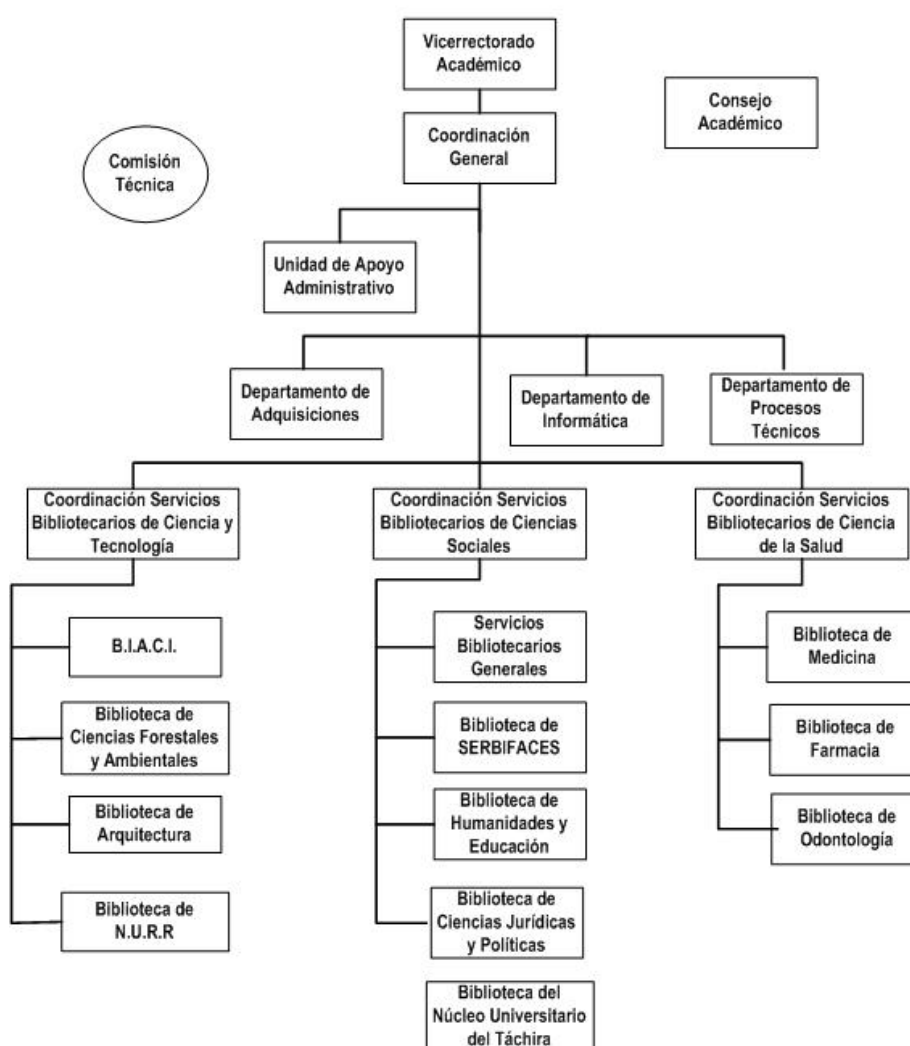 Vicerrectorado
Académico
Consejo
Académico
Coordinación
General
Comisión
Técnica
Unidad de Apoyo
Administrativo
Departamento de
Adquisiciones
Departamento de
Informática
Departamento de
Procesos
Técnicos
Coordinación Servicios
Bibliotecarios de Ciencia y
Tecnología
Coordinación Servicios
Bibliotecarios de Ciencias
Sociales
Coordinación Servicios
Bibliotecarios de Ciencia
de la Salud
B.I.A.C.I.
Biblioteca de
Ciencias Forestales
y Ambientales
Biblioteca de
Arquitectura
Biblioteca de
N.U.R.R
Servicios
Bibliotecarios
Generales
Biblioteca de
SERBIFACES
Biblioteca de
Humanidades y
Educación
Biblioteca de
Ciencias Jurídicas
y Políticas
Biblioteca del
Núcleo Universitario
del Táchira
Biblioteca de
Medicina
Biblioteca de
Farmacia
Biblioteca de
Odontología